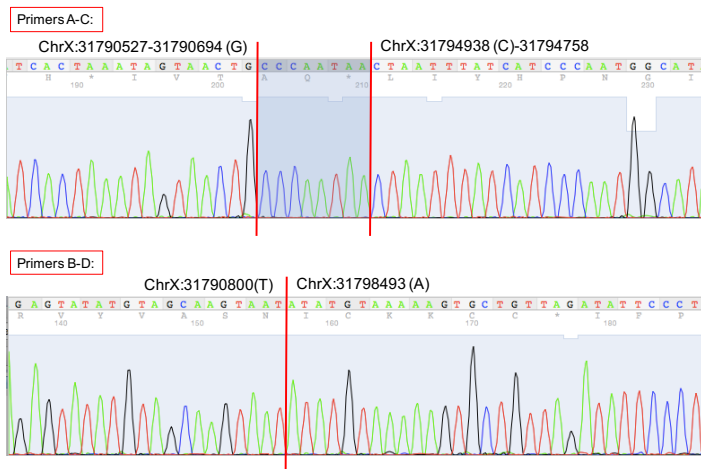 Primers A-C:
ChrX:31790527-31790694 (G) ChrX:31794938 (C)-31794758
T C A C T A A A T A G T A A C T G C C C A A T A A C T A A T T T A T C A T C C C A A T G G C A T
H * I V T A Q * L I Y H P N G I
190 200 210 220 230
Primers B-D:
ChrX:31790800(T) ChrX:31798493 (A)
G A G T A T A T G T A G C A A G T A A T A T A T G T A A A A A G T G C T G T T A G A T A T T C C C T
R V Y V A S N I C K K C C * I F P
140 150 160 170 180